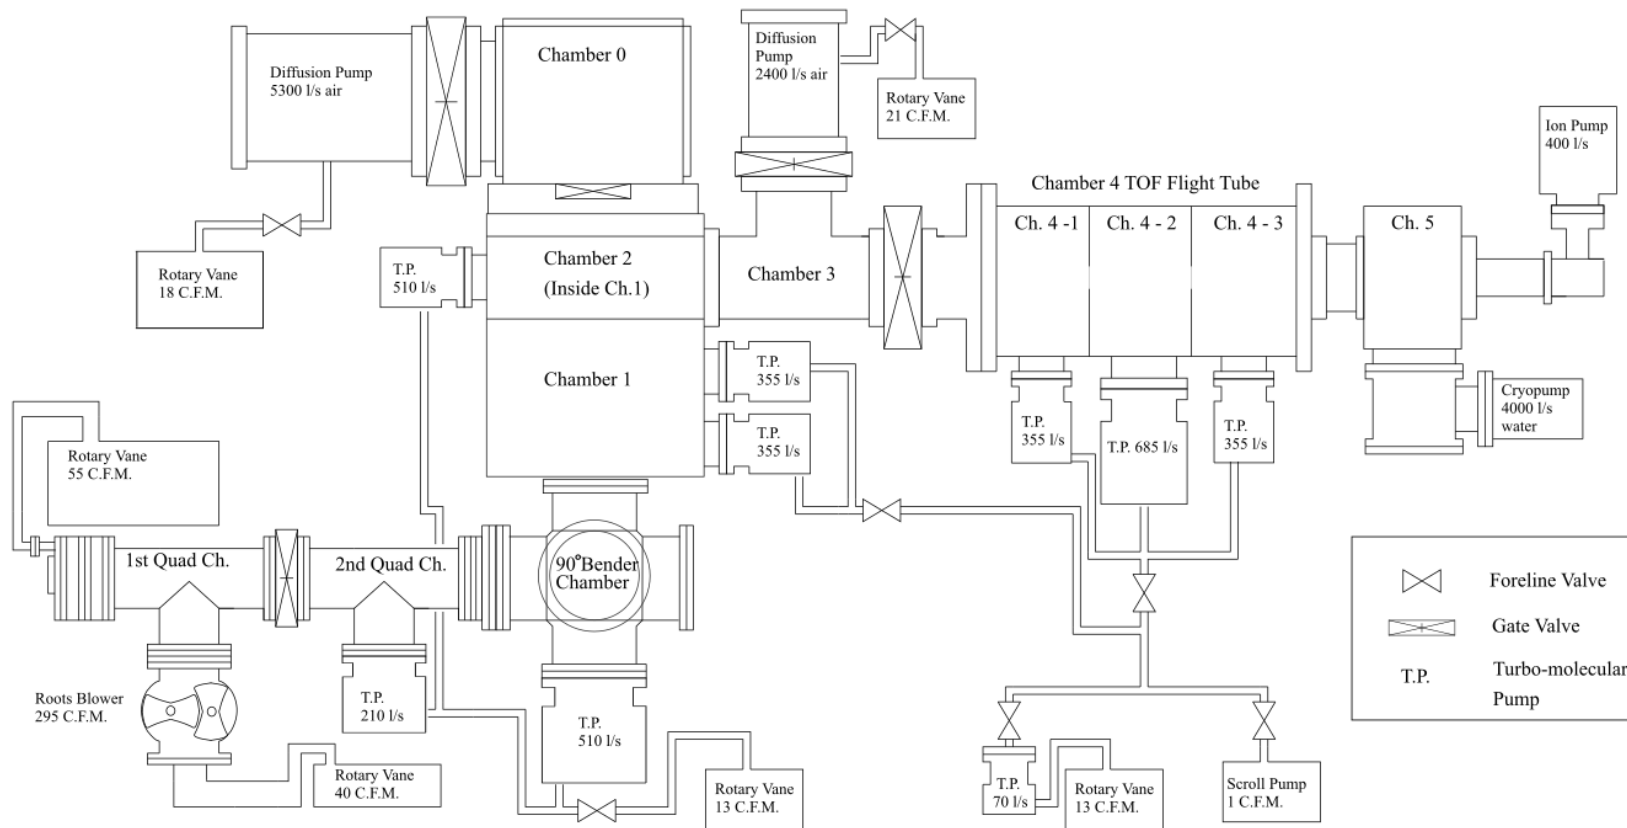 Diffusion Pump
5300 l/s air
Chamber 0
Diffusion
Pump
2400 l/s air
Rotary Vane
21 C.F.M.
Ion Pump
400 l/s
Chamber 4 TOF Flight Tube
Ch. 4 -1
Ch. 4 - 2
Ch. 4 - 3
Ch. 5
Rotary Vane
18 C.F.M.
T.P.
510 l/s
Chamber 2
(Inside Ch.1)
Chamber 3
Chamber 1
T.P.
355 l/s
T.P.
355 l/s
T.P.
355 l/s
T.P. 685 l/s
T.P.
355 l/s
Cryopump
4000 l/s
water
Rotary Vane
55 C.F.M.
1st Quad Ch.
2nd Quad Ch.
90°Bender
Chamber
Foreline Valve
Gate Valve
T.P.
Turbo-molecular
Pump
Roots Blower
295 C.F.M.
T.P.
210 l/s
T.P.
510 l/s
Rotary Vane
40 C.F.M.
Rotary Vane
13 C.F.M.
T.P.
70 l/s
Rotary Vane
13 C.F.M.
Scroll Pump
1 C.F.M.